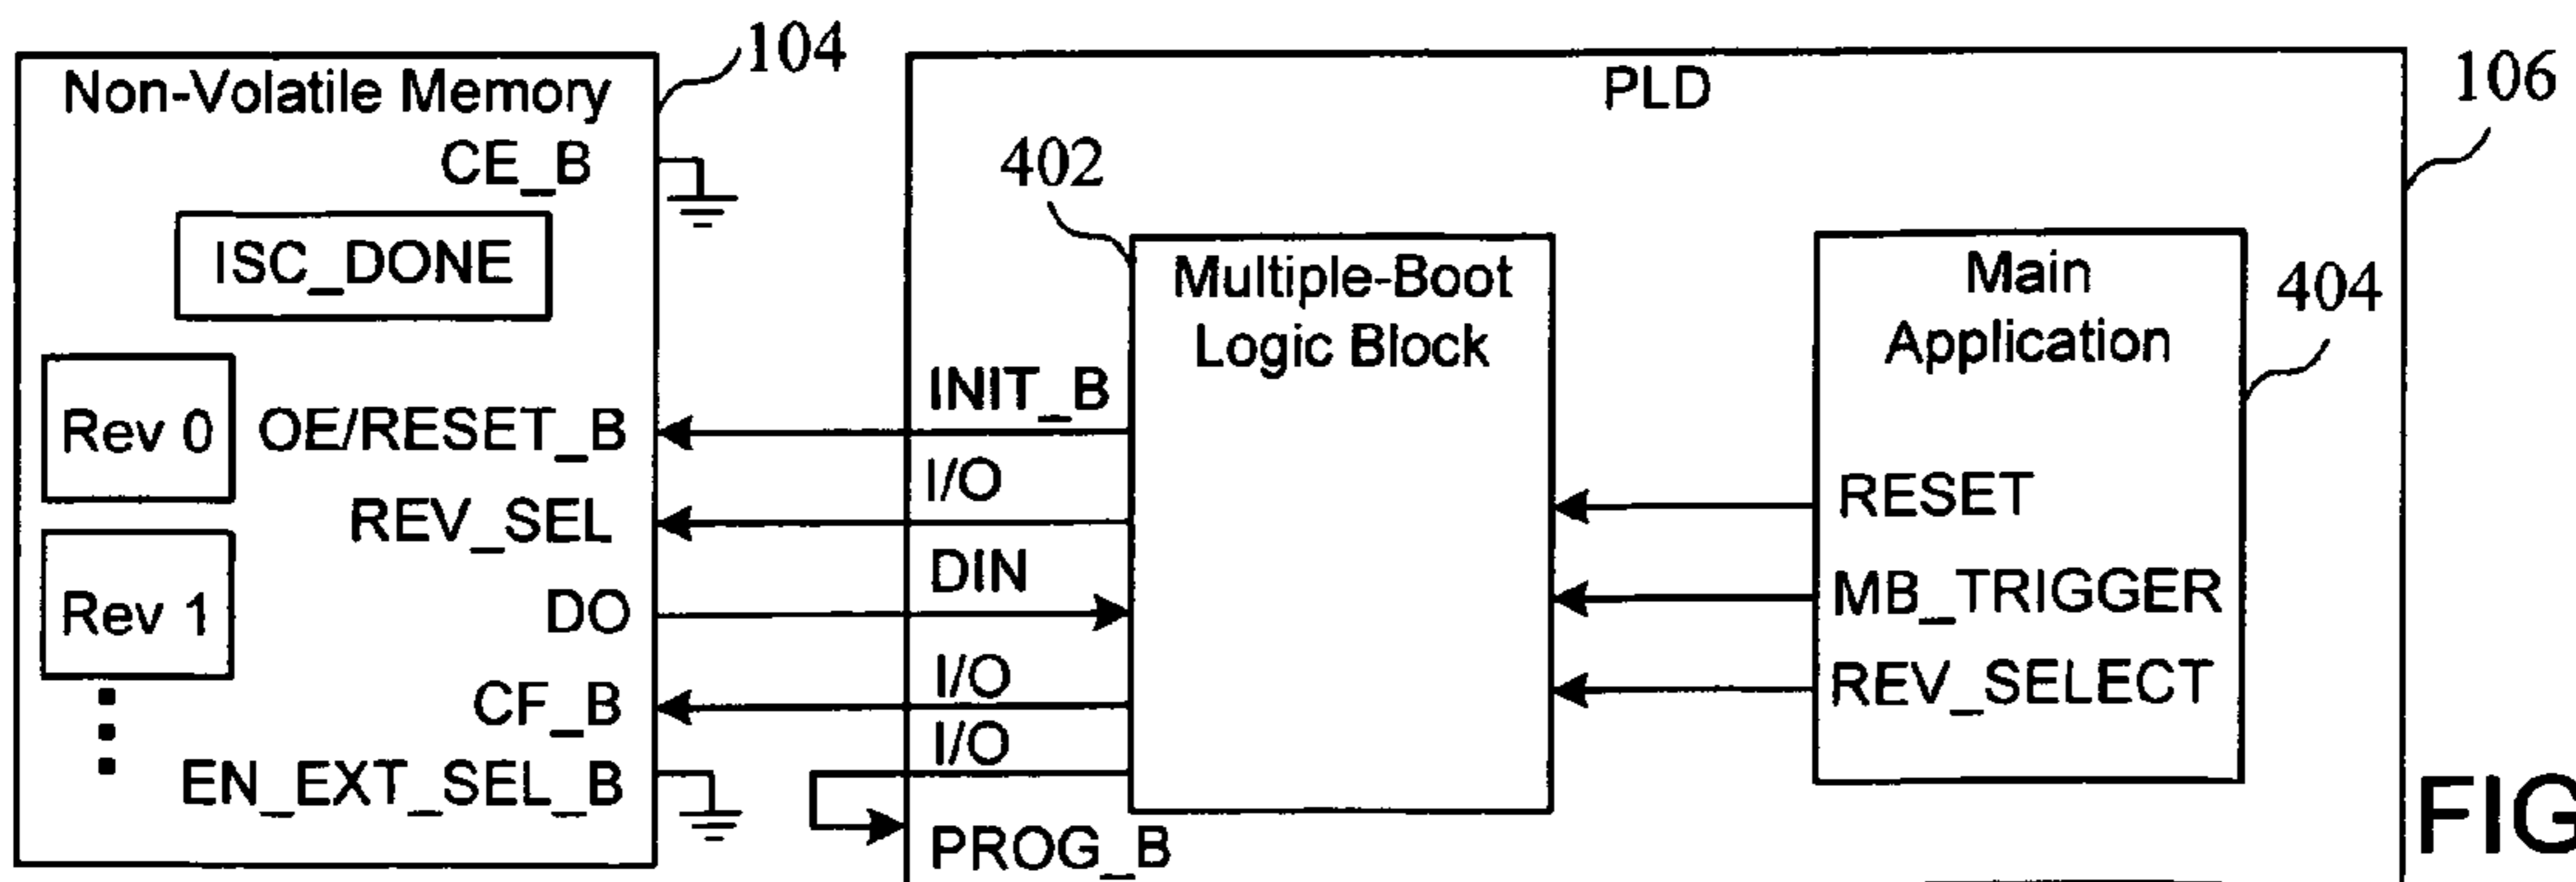 Non-Volatile Memory
104
CE_B
ISC_DONE
Rev 0
OE/RESET_B
REV_SEL
Rev 1
DO
CF_B
EN_EXT_SEL_B
PLD
106
402
Multiple-Boot
Logic Block
INIT_B
I/O
DIN
I/O
I/O
PROG_B
Main
Application
404
RESET
MB_TRIGGER
REV_SELECT
FIG